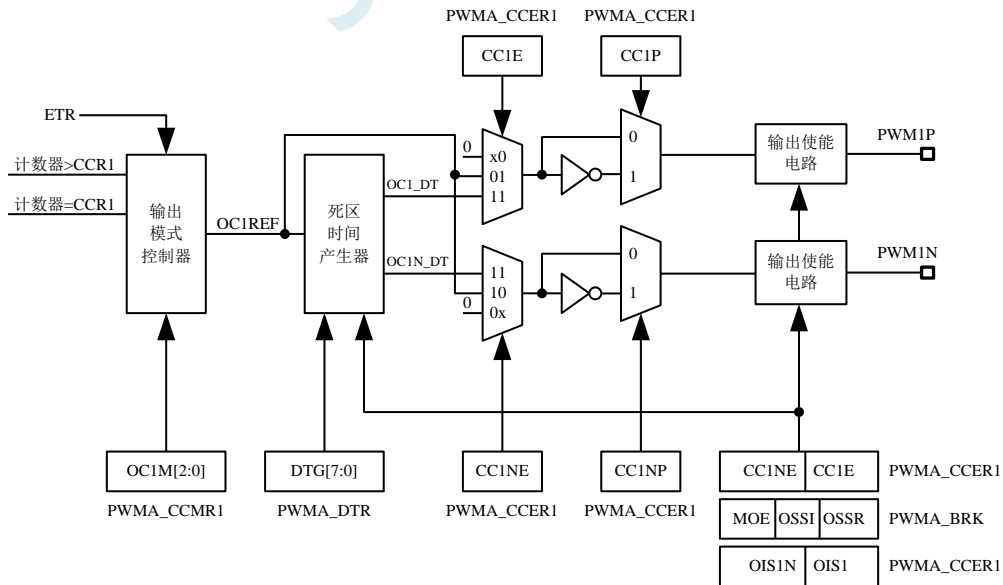 PWMA_CCER1 PWMA_CCER1
CC1E CC1P
ETR
计数器>CCR1
计数器=CCR1
输出
模式
控制器
OC1REF
死区
时间
产生器
OC1_DT
OC1N_DT
0
x0
01
11
0
1
输出使能
电路
PWM1P
11
10
0x
0
0
1
输出使能
电路
PWM1N
OC1M[2:0] DTG[7:0] CC1NE CC1NP CC1NE CC1E PWMA_CCER1
PWMA_CCMR1 PWMA_DTR PWMA_CCER1 PWMA_CCER1
MOE OSSI OSSR PWMA_BRK
OIS1N OIS1 PWMA_CCER1